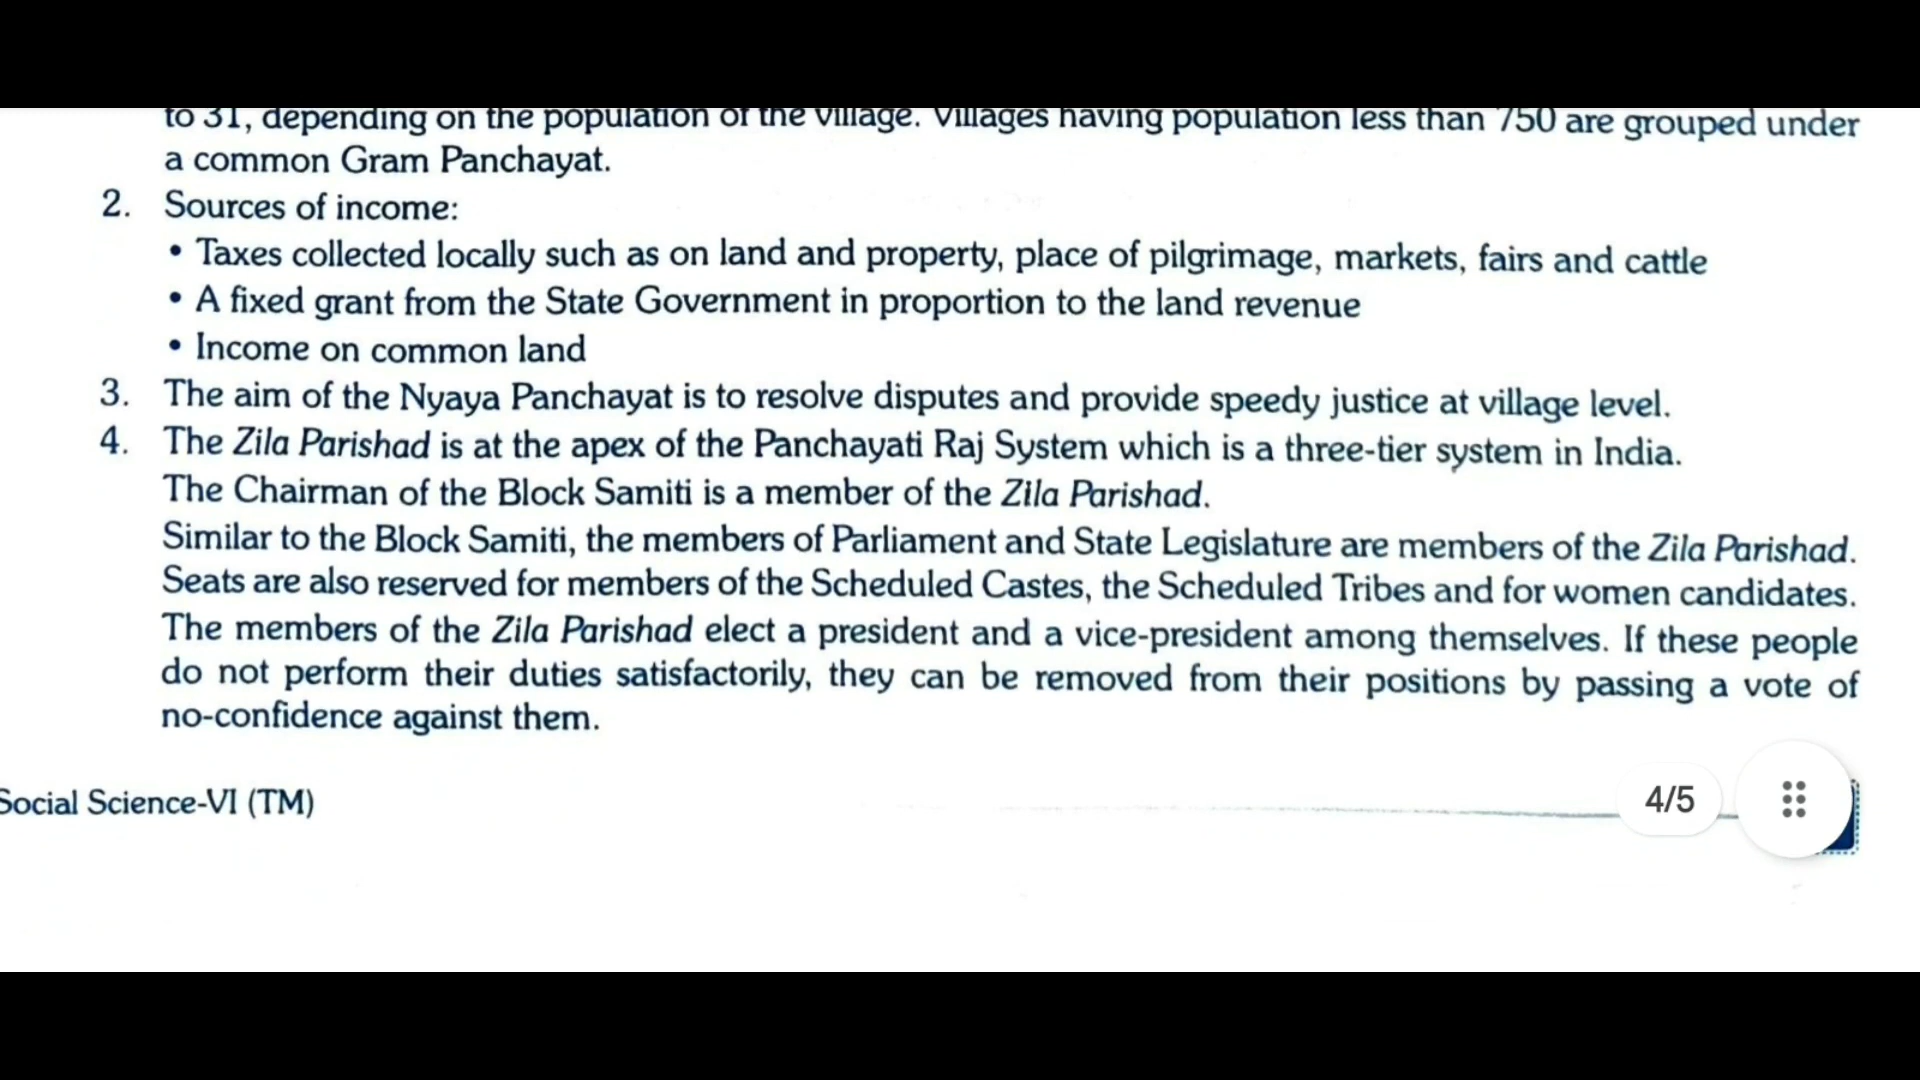 to 31, depending on the population of the village. Villages having population less than 750 are grouped under
a common Gram Panchayat.
2. Sources of income:
• Taxes collected locally such as on land and property, place of pilgrimage, markets, fairs and cattle
• A fixed grant from the State Government in proportion to the land revenue
• Income on common land
3. The aim of the Nyaya Panchayat is to resolve disputes and provide speedy justice at village level.
4. The Zila Parishad is at the apex of the Panchayati Raj System which is a three-tier system in India.
The Chairman of the Block Samiti is a member of the Zila Parishad.
Similar to the Block Samiti, the members of Parliament and State Legislature are members of the Zila Parishad.
Seats are also reserved for members of the Scheduled Castes, the Scheduled Tribes and for women candidates.
The members of the Zila Parishad elect a president and a vice-president among themselves. If these people
do not perform their duties satisfactorily, they can be removed from their positions by passing a vote of
no-confidence against them.
Social Science-VI (TM)
4/5